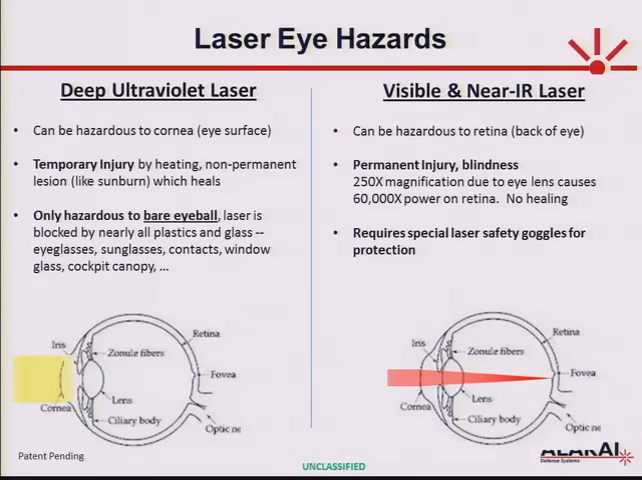 Laser Eye Hazards
Deep Ultraviolet Laser
• Can be hazardous to cornea (eye surface)
• Temporary Injury by heating, non-permanent
lesion (like sunburn) which heals
• Only hazardous to bare eyeball, laser is
blocked by nearly all plastics and glass --
eyeglasses, sunglasses, contacts, window
glass, cockpit canopy, ...
Iris
Zonule fibers
Retina
Fovea
Lens
Cornea
Ciliary body
Optic ne
Visible & Near-IR Laser
• Can be hazardous to retina (back of eye)
• Permanent Injury, blindness
250X magnification due to eye lens causes
60,000X power on retina. No healing
• Requires special laser safety goggles for
protection
Iris
Zonule fibers
Retina
Fovea
Lens
Cornea
Ciliary body
Optic ne
Patent Pending
UNCLASSIFIED
ALAKAI
Defense Systems